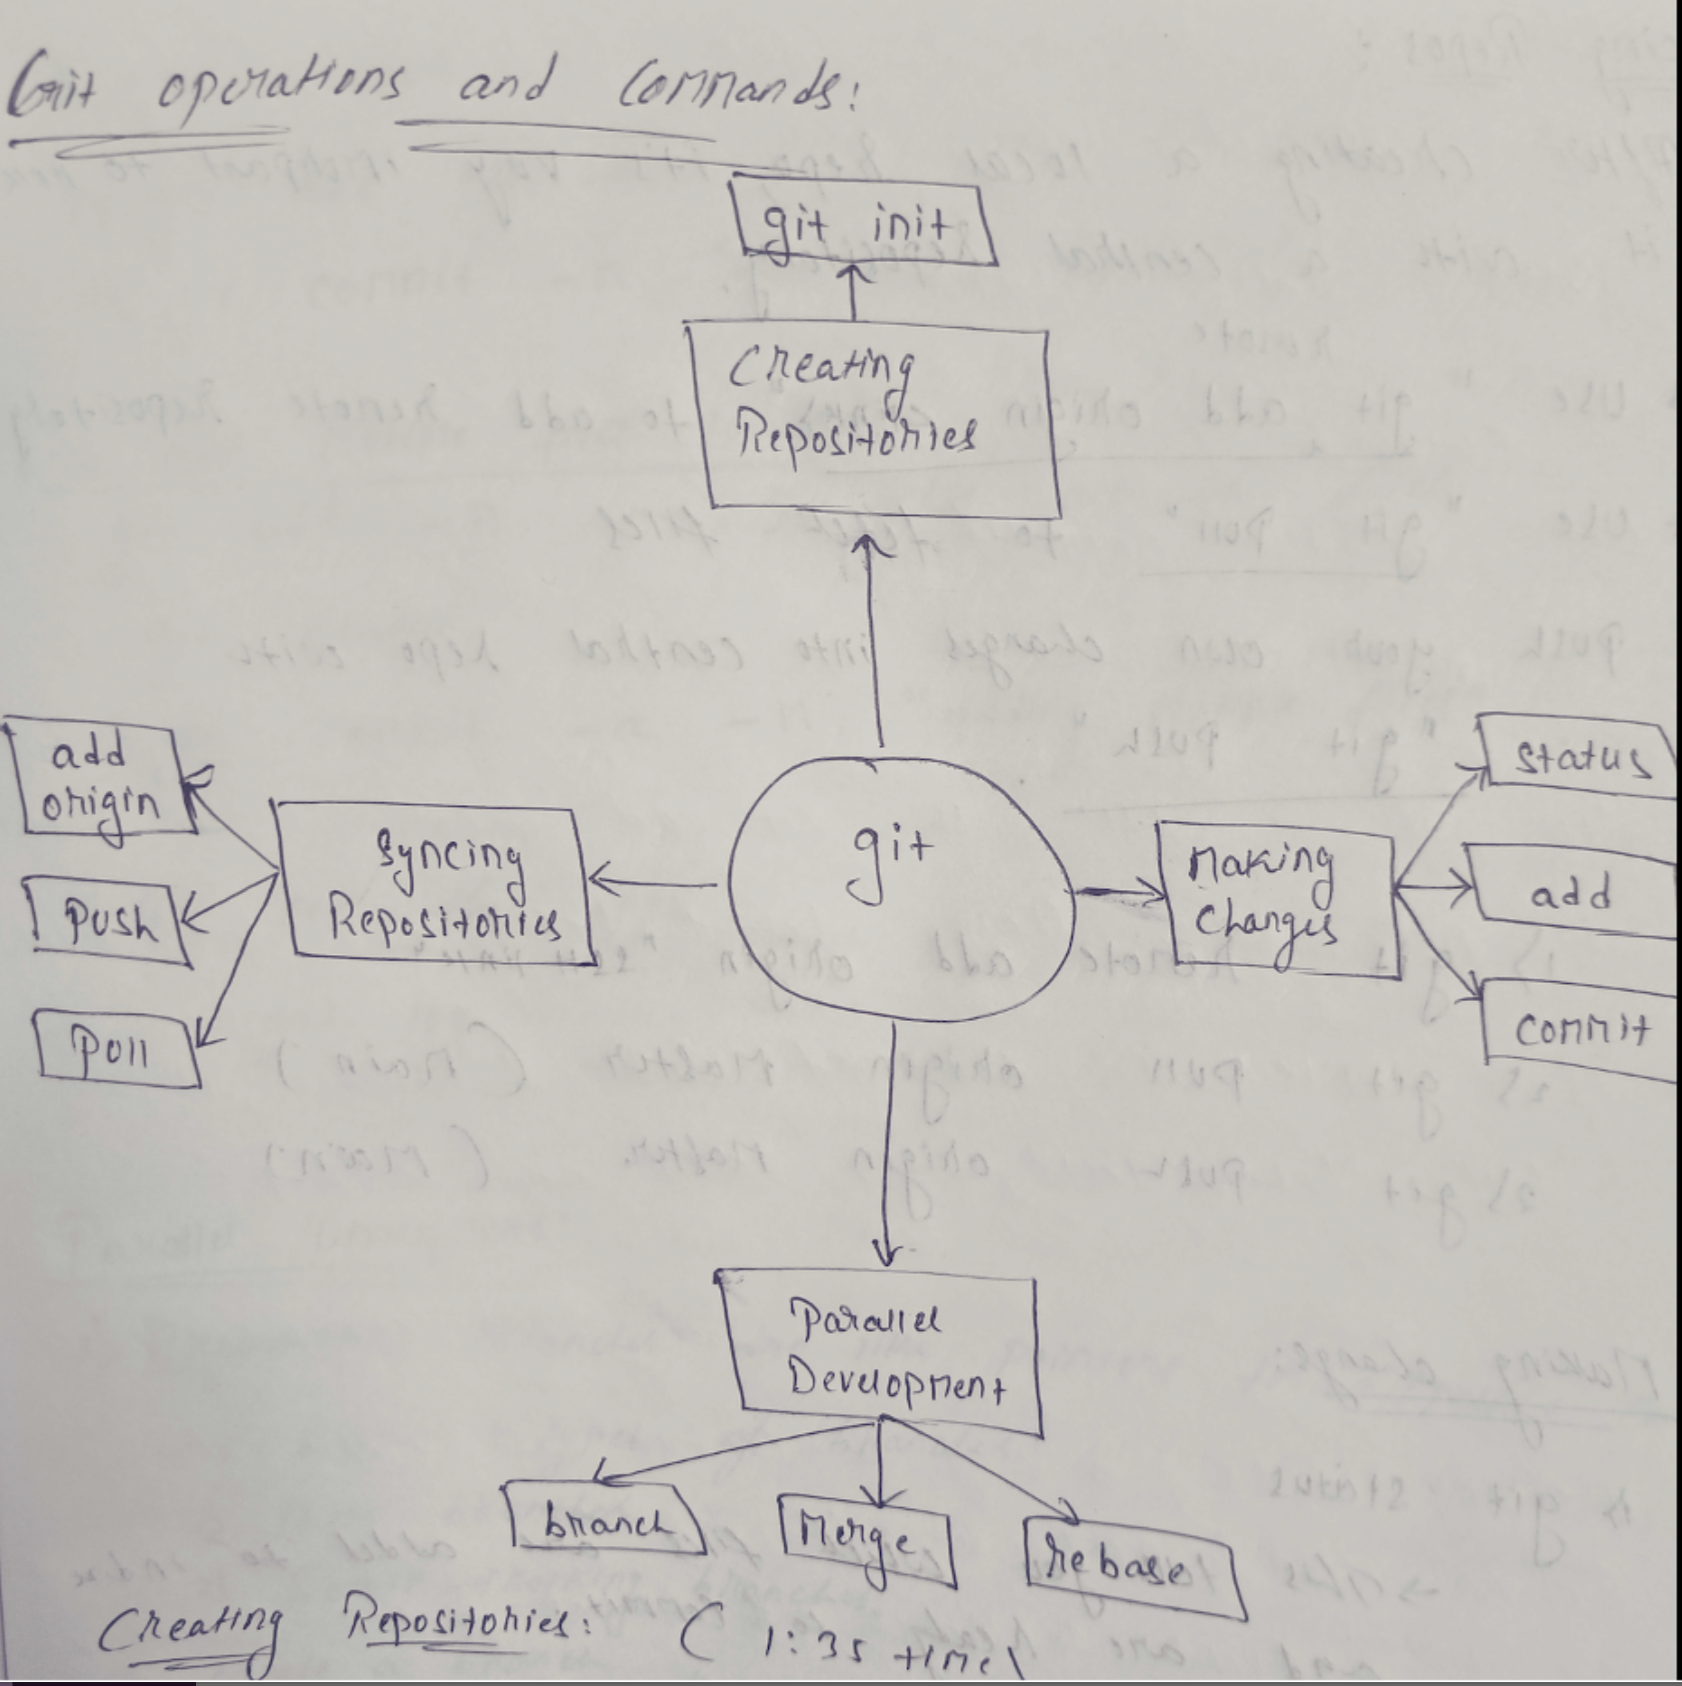 Git operations and Commands:
git init
Creating
Repositories
add
origin
Syncing
Repositories
push
poll
git
Making
Changes
status
add
commit
Parallel
Development
branch
Merge
rebase
Creating Repositories: ( 1:35 time)